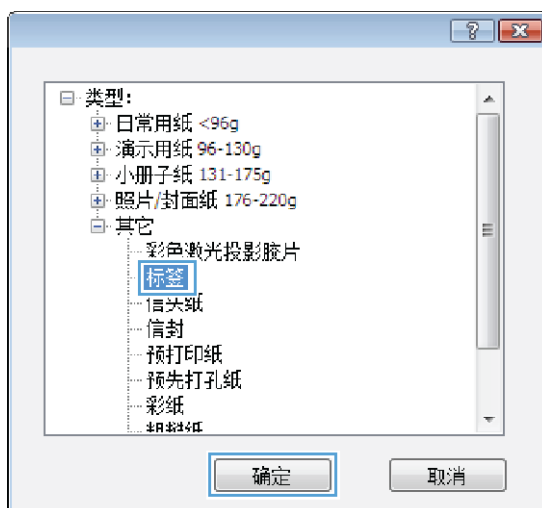 类型:
日常用纸 <96g
演示用纸 96-130g
小册子纸 131-175g
照片/封面纸 176-220g
其它
彩色激光投影胶片
标签
信头纸
信封
预打印纸
预先打孔纸
彩纸
确定
取消